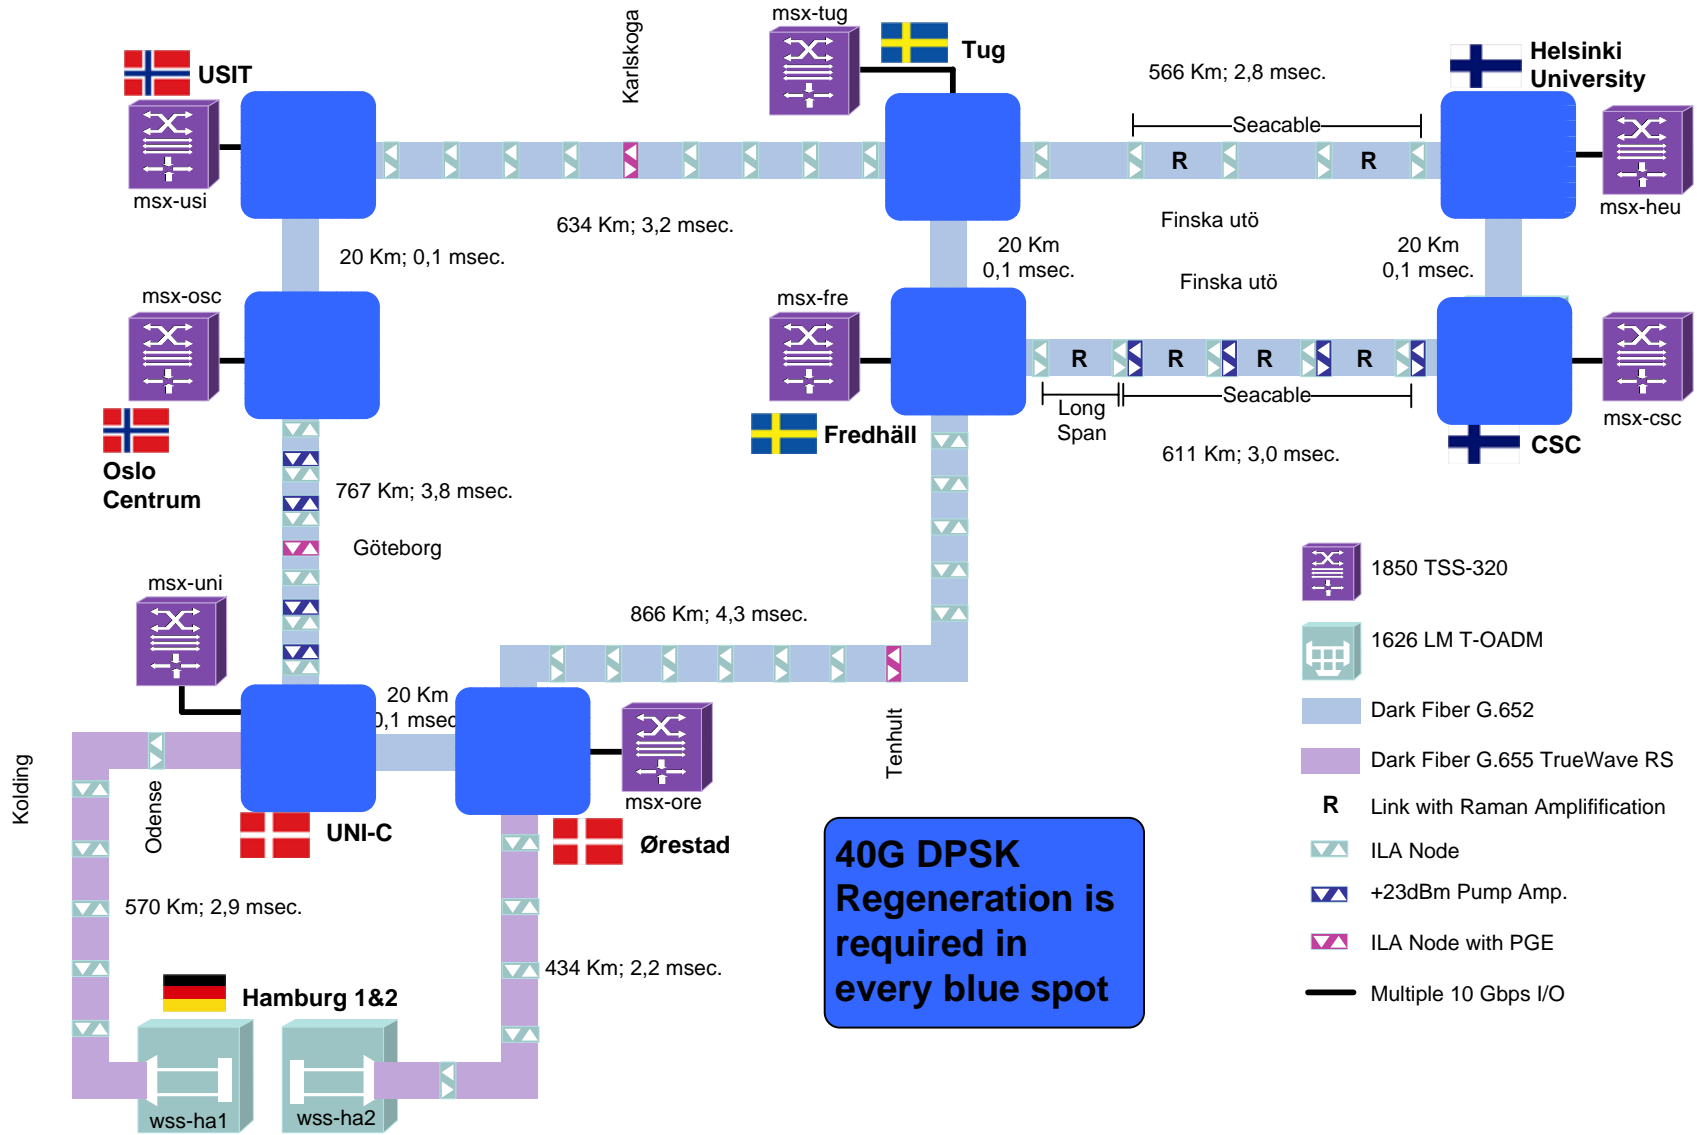 msx-tug
Karlskoga
USIT
Tug
566 Km; 2,8 msec.
Helsinki
University
Seacable
R
R
msx-usi
msx-heu
634 Km; 3,2 msec.
Finska utö
20 Km; 0,1 msec.
20 Km
0,1 msec.
20 Km
0,1 msec.
Finska utö
msx-osc
msx-fre
R
R
R
R
Seacable
Long
Span
msx-csc
Fredhäll
CSC
611 Km; 3,0 msec.
Oslo
Centrum
767 Km; 3,8 msec.
Göteborg
msx-uni
866 Km; 4,3 msec.
20 Km
0,1 msec
Tenhult
msx-ore
Kolding
Odense
UNI-C
Ørestad
570 Km; 2,9 msec.
434 Km; 2,2 msec.
Hamburg 1&2
wss-ha1
wss-ha2
40G DPSK
Regeneration is
required in
every blue spot
1850 TSS-320
1626 LM T-OADM
Dark Fiber G.652
Dark Fiber G.655 TrueWave RS
R Link with Raman Amplifification
ILA Node
+23dBm Pump Amp.
ILA Node with PGE
Multiple 10 Gbps I/O